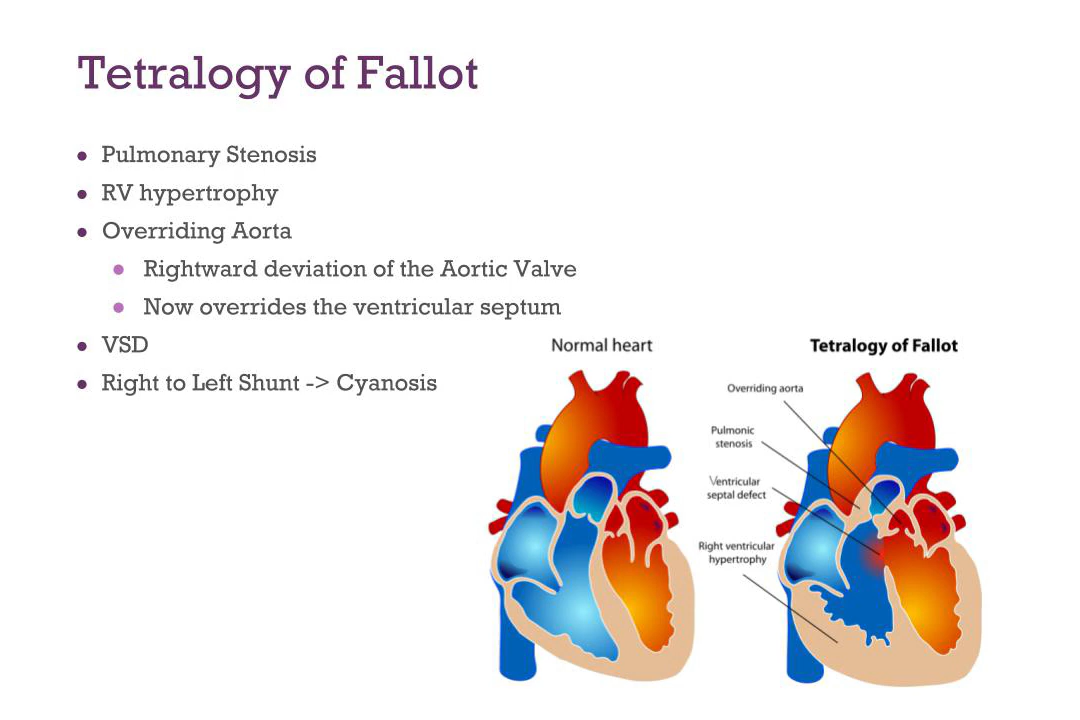 Tetralogy of Fallot
Pulmonary Stenosis
RV hypertrophy
Overriding Aorta
Rightward deviation of the Aortic Valve
Now overrides the ventricular septum
VSD
Right to Left Shunt -> Cyanosis
Normal heart
Tetralogy of Fallot
Overriding aorta
Pulmonic
stenosis
Ventricular
septal defect
Right ventricular
hypertrophy